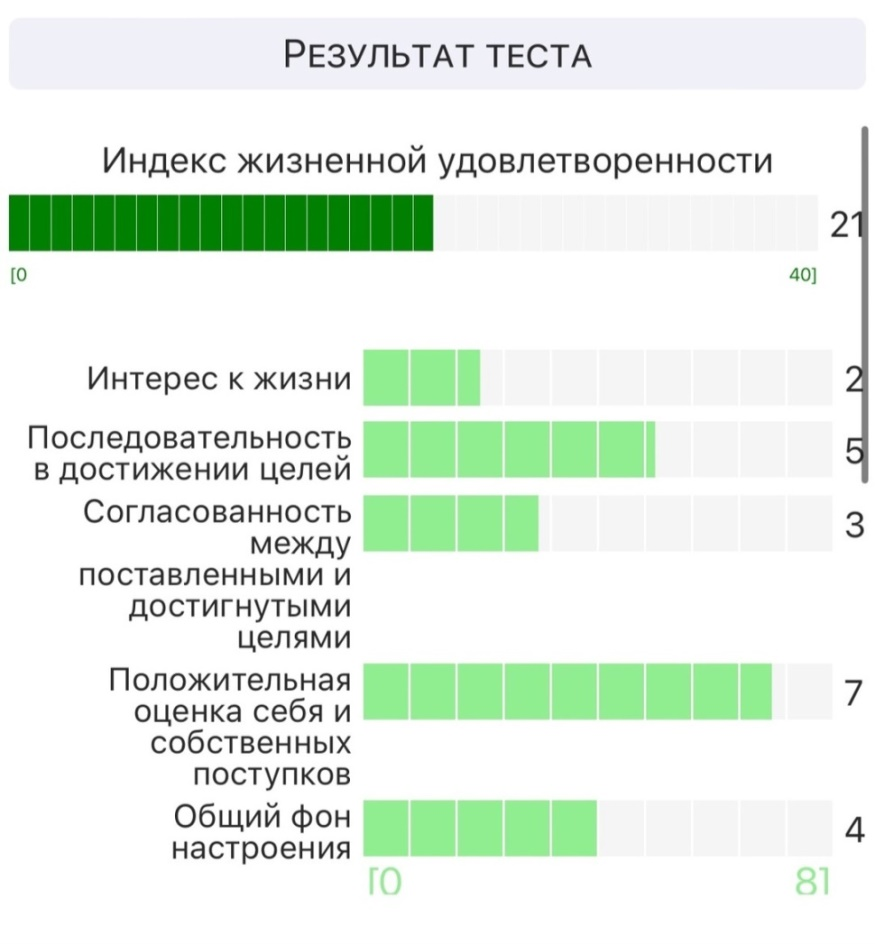 Результат теста
Индекс жизненной удовлетворенности
21
[0
40]
Интерес к жизни
2
Последовательность
в достижении целей
5
Согласованность
между
поставленными и
достигнутыми
целями
3
Положительная
оценка себя и
собственных
поступков
7
Общий фон
настроения
4
[0
8]